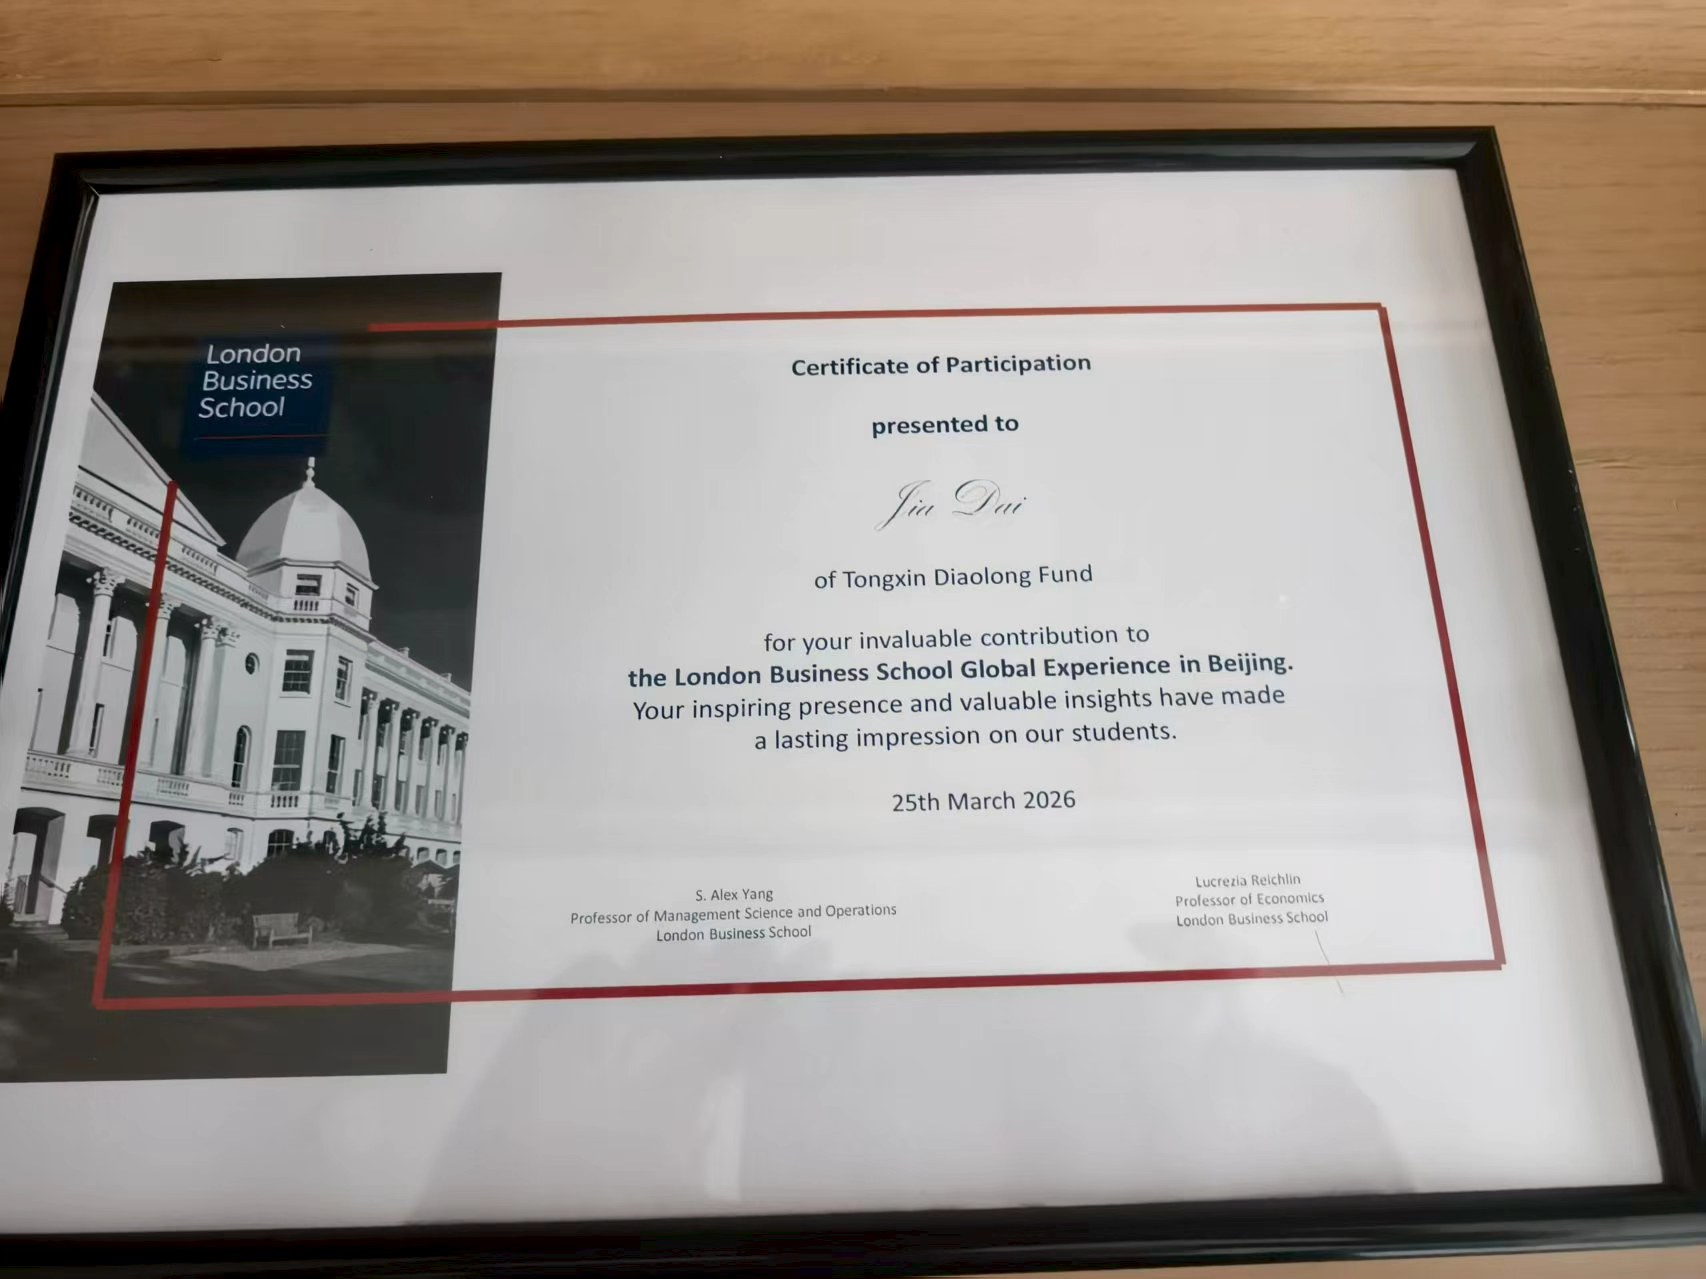 London
Business
School
Certificate of Participation
presented to
Jia Dai
of Tongxin Diaolong Fund
for your invaluable contribution to
the London Business School Global Experience in Beijing.
Your inspiring presence and valuable insights have made
a lasting impression on our students.
25th March 2026
S. Alex Yang
Professor of Management Science and Operations
London Business School
Lucrezia Reichlin
Professor of Economics
London Business School